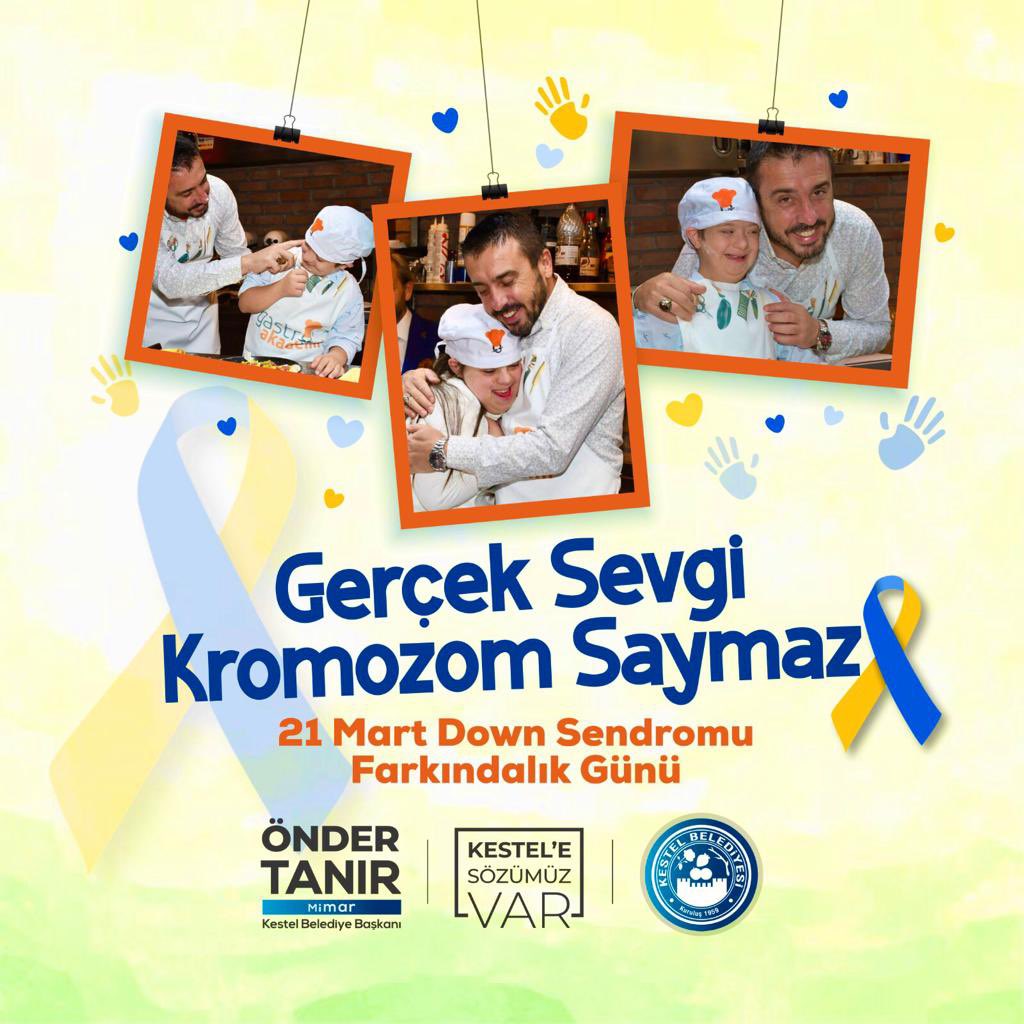 gastro
akademi
Gerçek Sevgi
Kromozom Saymaz
21 Mart Down Sendromu
Farkındalık Günü
ÖNDER
TANIR
Mimar
Kestel Belediye Başkanı
KESTEL'E
SÖZÜMÜZ
VAR
KESTEL BELEDİYESİ
Kuruluş 1959